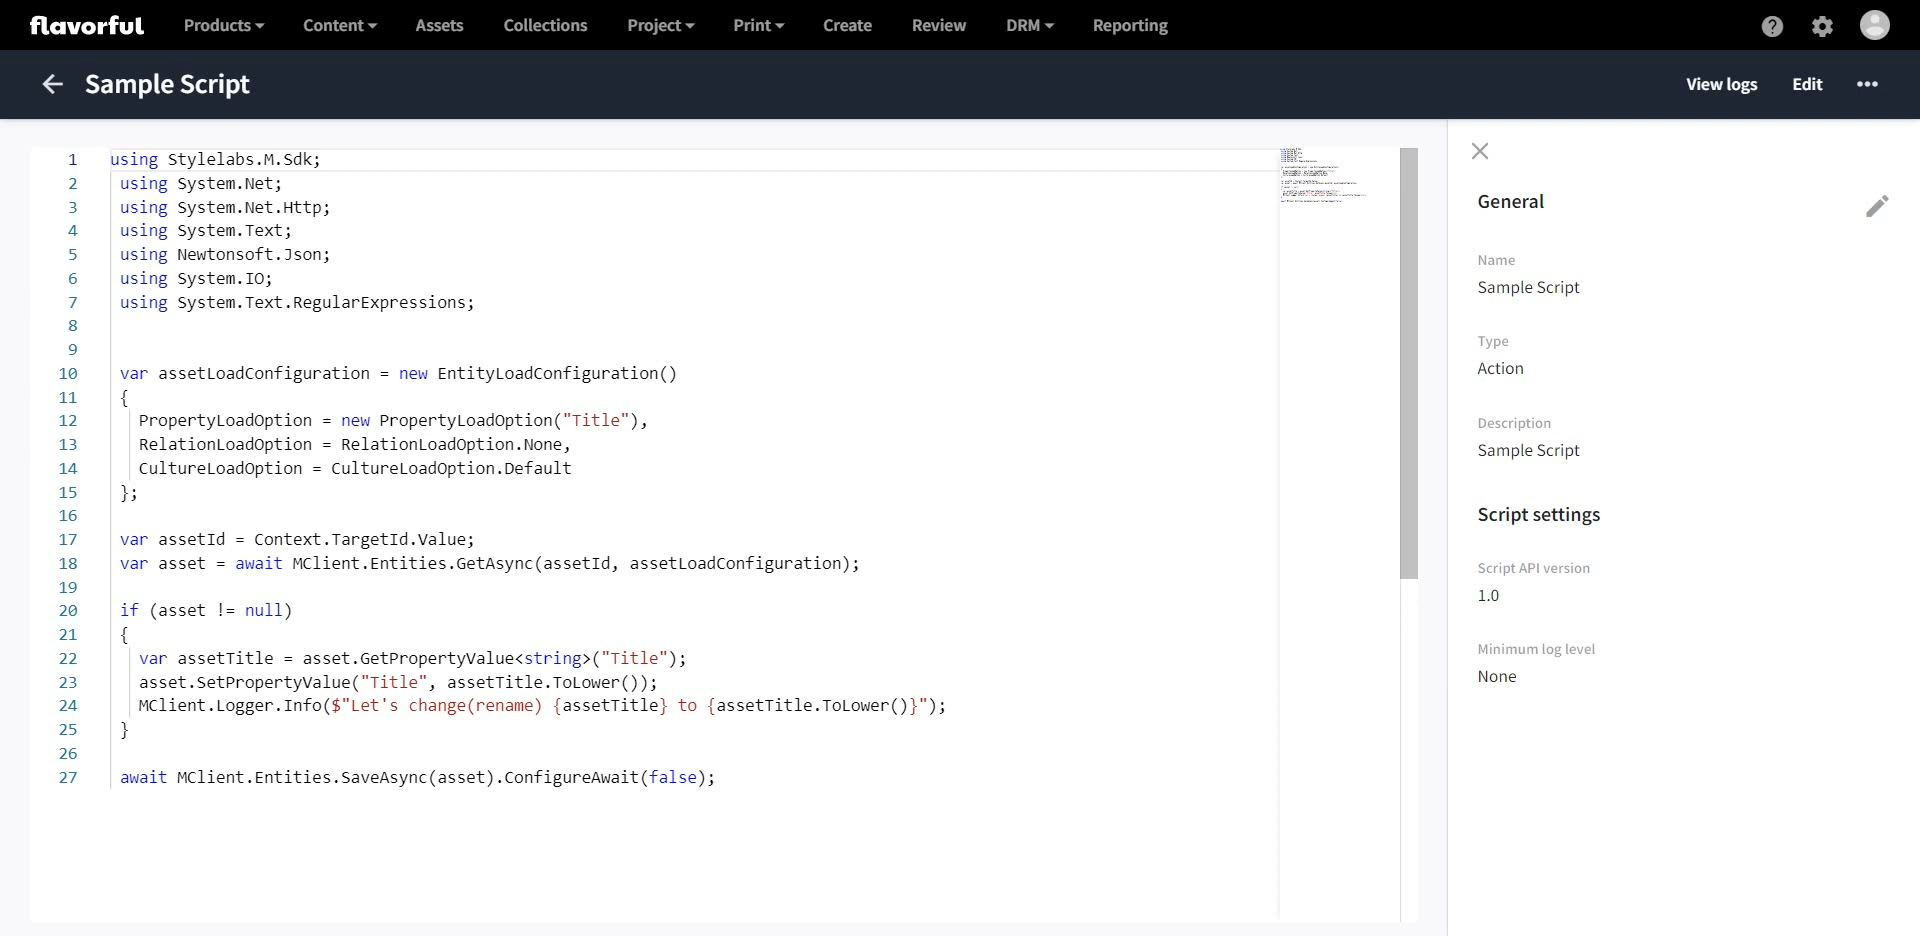 flavorful Products Content Assets Collections Project Print Create Review DRM Reporting
Sample Script View logs Edit
1 using Stylelabs.M.Sdk;
2 using System.Net;
3 using System.Net.Http;
4 using System.Text;
5 using Newtonsoft.Json;
6 using System.IO;
7 using System.Text.RegularExpressions;
8
9
10 var assetLoadConfiguration = new EntityLoadConfiguration()
11 {
12 PropertyLoadOption = new PropertyLoadOption("Title"),
13 RelationLoadOption = RelationLoadOption.None,
14 CultureLoadOption = CultureLoadOption.Default
15 };
16
17 var assetId = Context.TargetId.Value;
18 var asset = await MClient.Entities.GetAsync(assetId, assetLoadConfiguration);
19
20 if (asset != null)
21 {
22 var assetTitle = asset.GetPropertyValue<string>("Title");
23 asset.SetPropertyValue("Title", assetTitle.ToLower());
24 MClient.Logger.Info($"Let's change(rename) {assetTitle} to {assetTitle.ToLower()}");
25 }
26
27 await MClient.Entities.SaveAsync(asset).ConfigureAwait(false);
General
Name
Sample Script
Type
Action
Description
Sample Script
Script settings
Script API version
1.0
Minimum log level
None